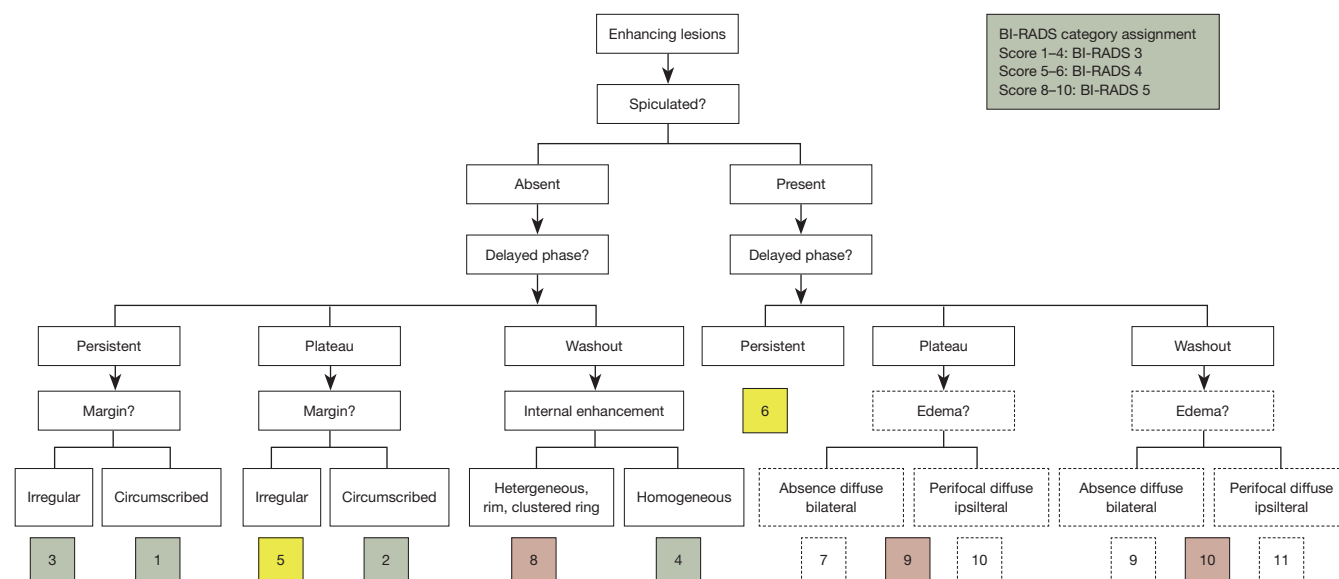 Enhancing lesions
BI-RADS category assignment
Score 1–4: BI-RADS 3
Score 5–6: BI-RADS 4
Score 8–10: BI-RADS 5
Spiculated?
Absent
Present
Delayed phase?
Delayed phase?
Persistent
Plateau
Washout
Persistent
Plateau
Washout
Margin?
Margin?
Internal enhancement
6
Edema?
Edema?
Irregular
Circumscribed
Irregular
Circumscribed
Hetergeneous,
rim, clustered ring
Homogneous
Absence diffuse
bilateral
Perifocal diffuse
ipsilteral
Absence diffuse
bilateral
Perifocal diffuse
ipsilteral
3
1
5
2
8
4
7
9
10
9
10
11